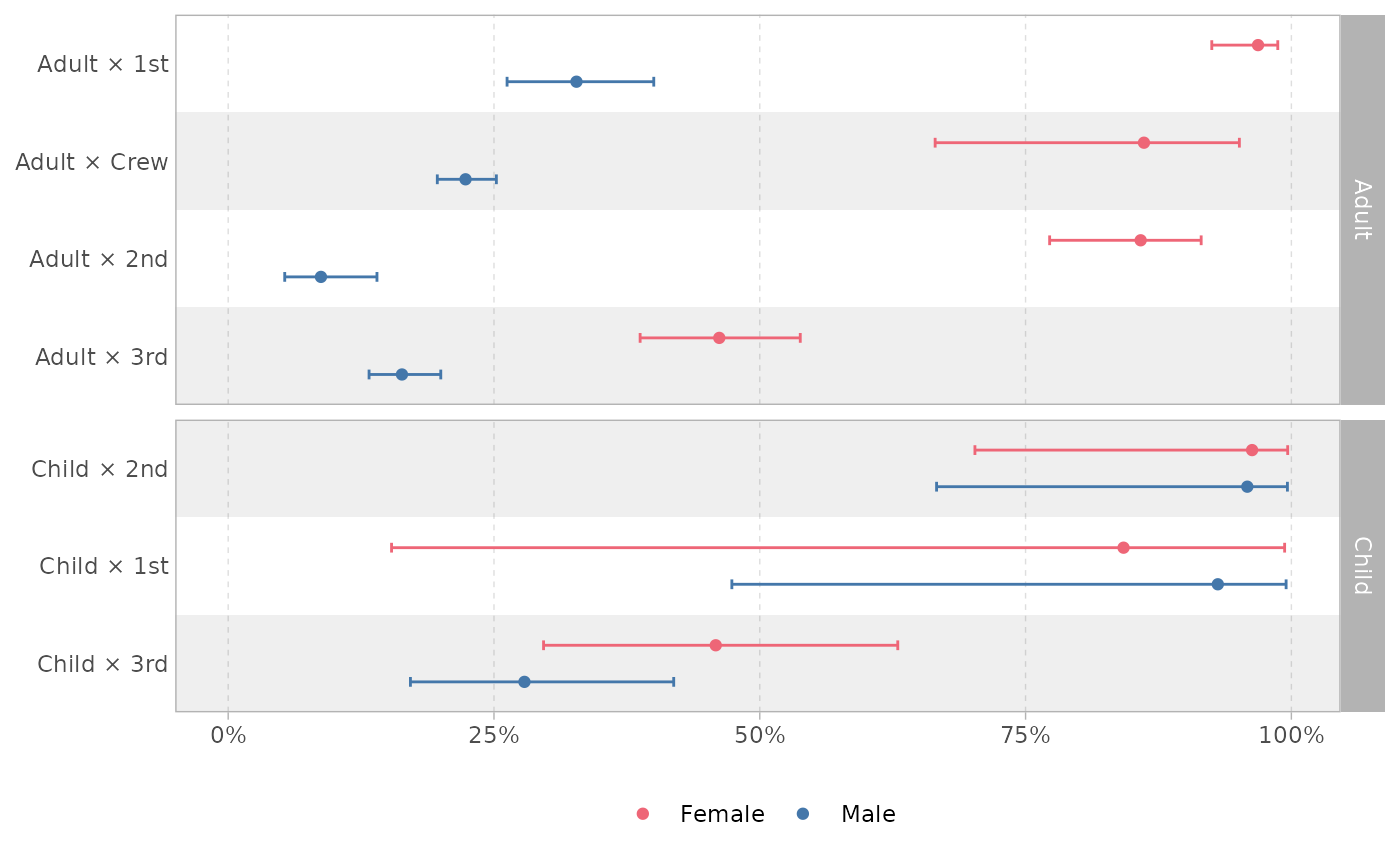 Adult × 1st
Adult × Crew
Adult × 2nd
Adult × 3rd
Adult
Child × 2nd
Child × 1st
Child × 3rd
Child
0% 25% 50% 75% 100%
Female Male